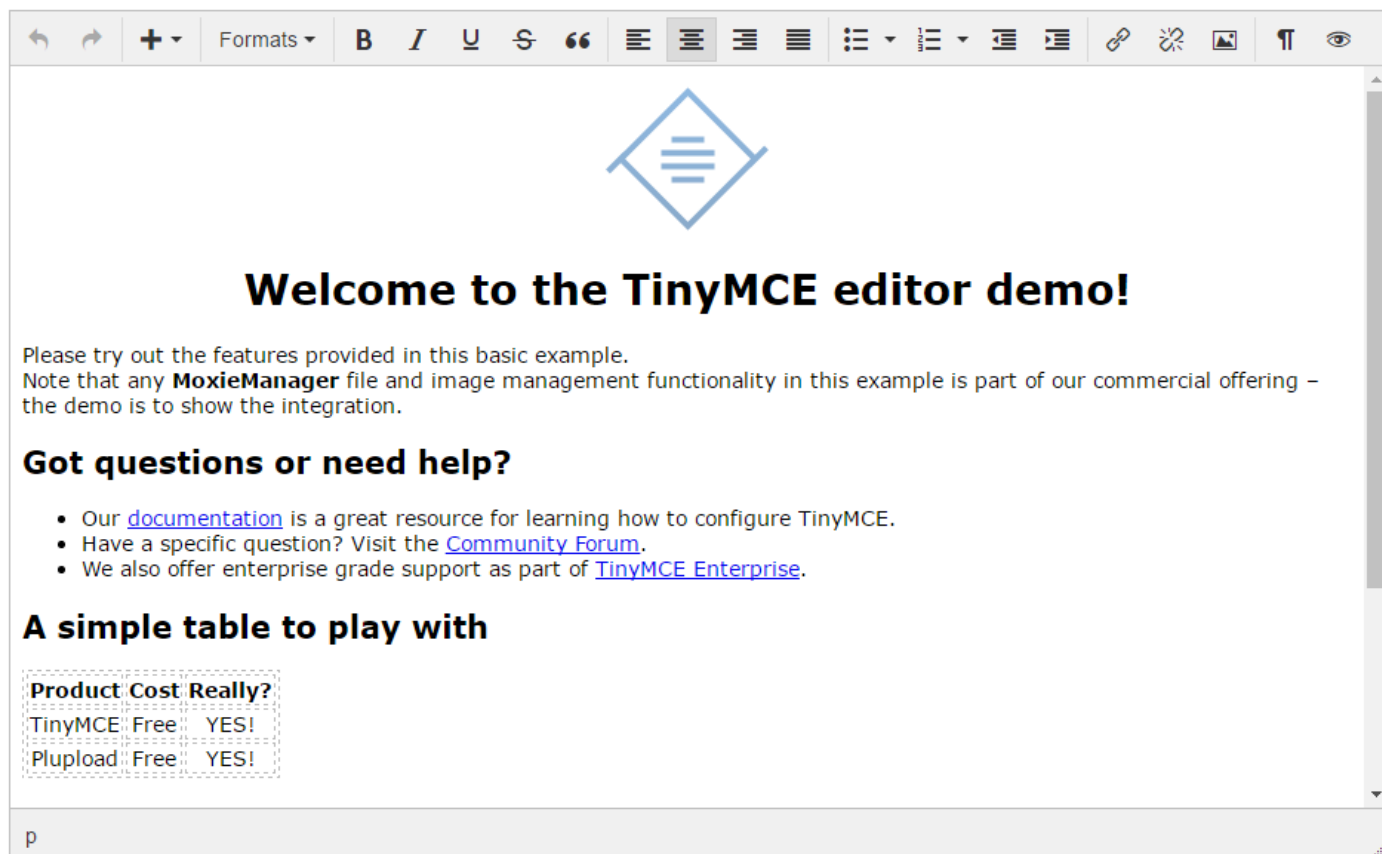 Formats B I U S
Welcome to the TinyMCE editor demo!
Please try out the features provided in this basic example.
Note that any MoxieManager file and image management functionality in this example is part of our commercial offering –
the demo is to show the integration.
Got questions or need help?
• Our documentation is a great resource for learning how to configure TinyMCE.
• Have a specific question? Visit the Community Forum.
• We also offer enterprise grade support as part of TinyMCE Enterprise.
A simple table to play with
Product Cost Really?
TinyMCE Free YES!
Plupload Free YES!
p